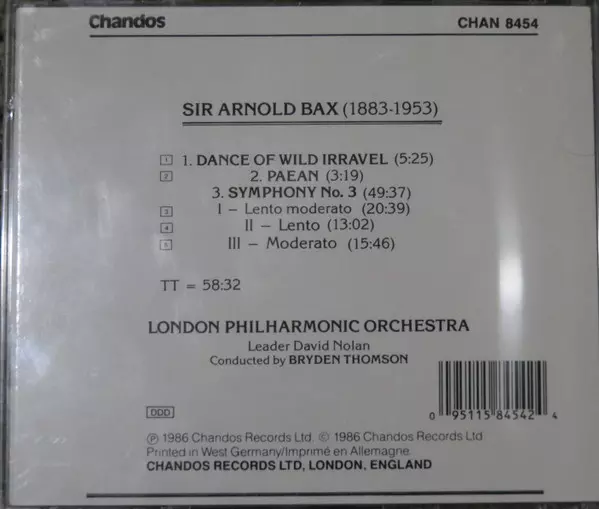 Chandos CHAN 8454
SIR ARNOLD BAX (1883-1953)
1 1. DANCE OF WILD IRRAVEL (5:25)
2 2. PAEAN (3:19)
3. SYMPHONY No. 3 (49:37)
3 I – Lento moderato (20:39)
4 II – Lento (13:02)
5 III – Moderato (15:46)
TT = 58:32
LONDON PHILHARMONIC ORCHESTRA
Leader David Nolan
Conducted by BRYDEN THOMSON
DDD
0 95115 84542 4
℗ 1986 Chandos Records Ltd. © 1986 Chandos Records Ltd
Printed in West Germany/Imprimé en Allemagne
CHANDOS RECORDS LTD, LONDON, ENGLAND